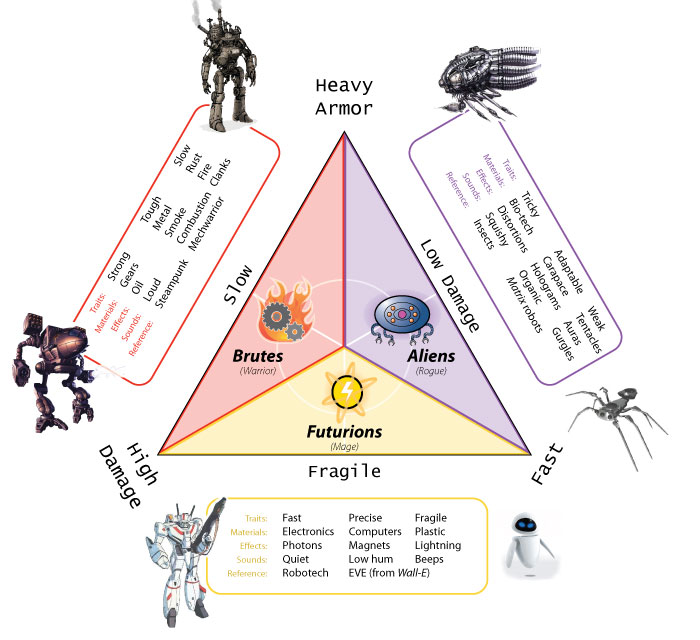 Heavy
Armor
Traits: Strong Tough Slow
Materials: Gears Metal Rust
Effects: Oil Smoke Fire
Sounds: Loud Combustion Clanks
Reference: Steampunk Mechwarrior
Traits: Tricky Adaptable Weak
Materials: Bio-tech Carapace Tentacles
Effects: Distortions Holograms Auras
Sounds: Squishy Organic Gurgles
Reference: Insects Matrix robots
Slow
Low Damage
Brutes
(Warrior)
Aliens
(Rogue)
Futurions
(Mage)
High
Damage
Fragile
Fast
Traits: Fast Precise Fragile
Materials: Electronics Computers Plastic
Effects: Photons Magnets Lightning
Sounds: Quiet Low hum Beeps
Reference: Robotech EVE (from Wall-E)